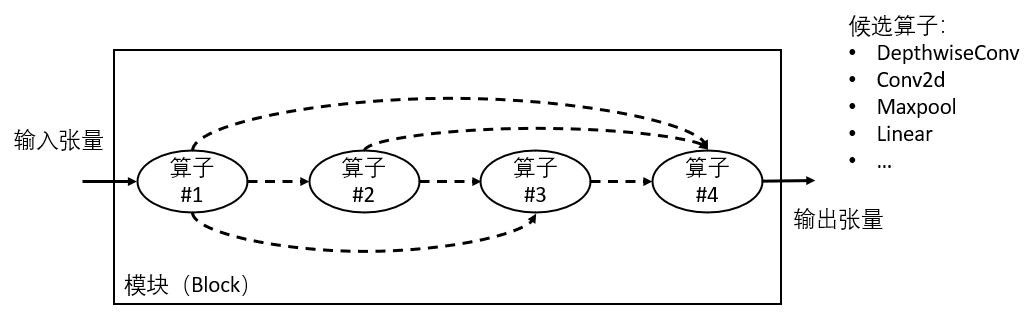 候选算子：
• DepthwiseConv
• Conv2d
• Maxpool
• Linear
• ...
输入张量
算子
#1
算子
#2
算子
#3
算子
#4
输出张量
模块（Block）